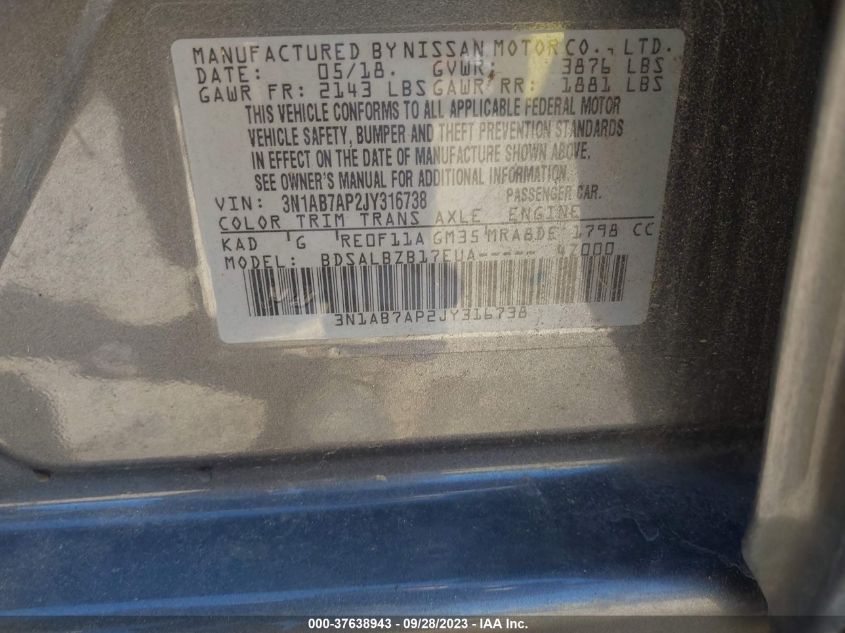 MANUFACTURED BY NISSAN MOTOR CO., LTD.
DATE: 05/18. GVWR: 3876 LBS
GAWR FR: 2143 LBS GAWR RR: 1881 LBS
THIS VEHICLE CONFORMS TO ALL APPLICABLE FEDERAL MOTOR
VEHICLE SAFETY, BUMPER AND THEFT PREVENTION STANDARDS
IN EFFECT ON THE DATE OF MANUFACTURE SHOWN ABOVE.
SEE OWNER'S MANUAL FOR ADDITIONAL INFORMATION.
VIN: 3N1AB7AP2JY316738 PASSENGER CAR.
COLOR TRIM TRANS AXLE ENGINE
KAD G RE0F11A GM35 MRA8DE 1798 CC
MODEL: BDSALBZB17EUA----- 4Z000
3N1AB7AP2JY316738
000-37638943 - 09/28/2023 - IAA Inc.